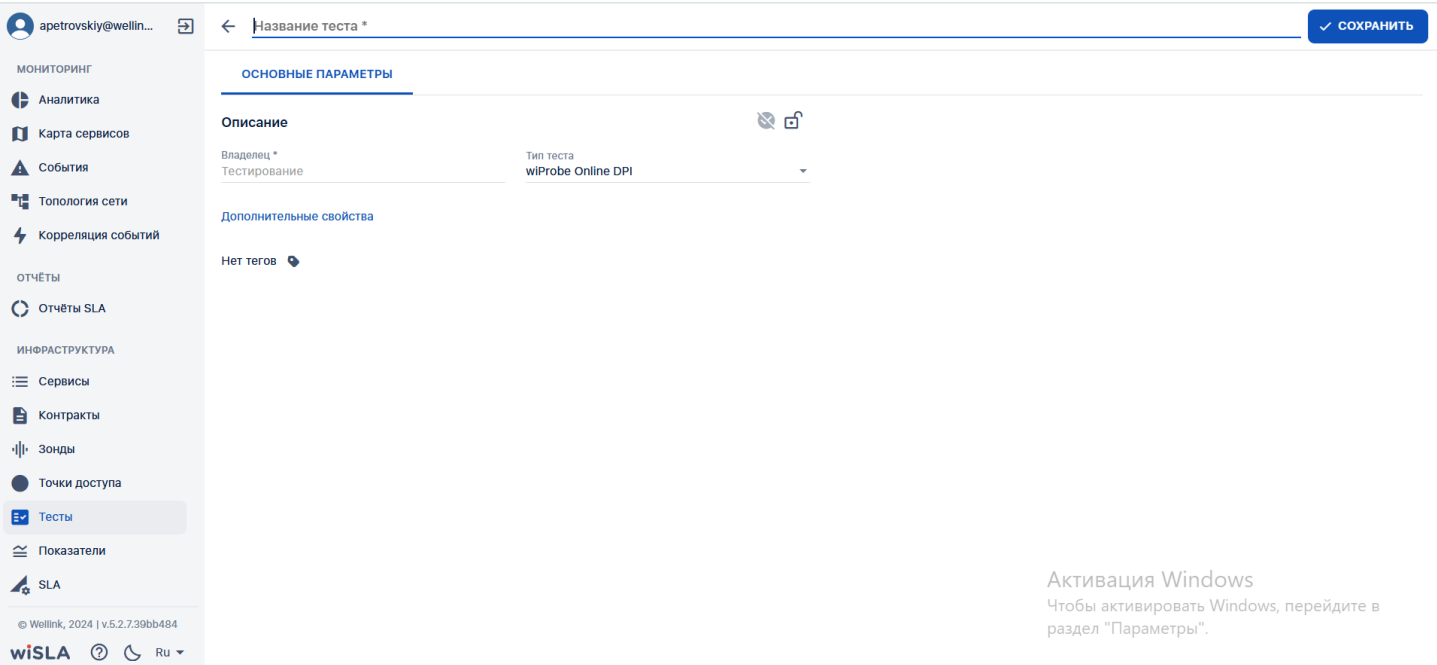 apetrovskiy@wellin...
МОНИТОРИНГ
Аналитика
Карта сервисов
События
Топология сети
Корреляция событий
ОТЧЁТЫ
Отчёты SLA
ИНФРАСТРУКТУРА
Сервисы
Контракты
Зонды
Точки доступа
Тесты
Показатели
SLA
© Wellink, 2024 | v.5.2.7.39bb484
wiSLA
Ru
Название теста *
СОХРАНИТЬ
ОСНОВНЫЕ ПАРАМЕТРЫ
Описание
Владелец *
Тестирование
Тип теста
wiProbe Online DPI
Дополнительные свойства
Нет тегов
Активация Windows
Чтобы активировать Windows, перейдите в
раздел "Параметры".